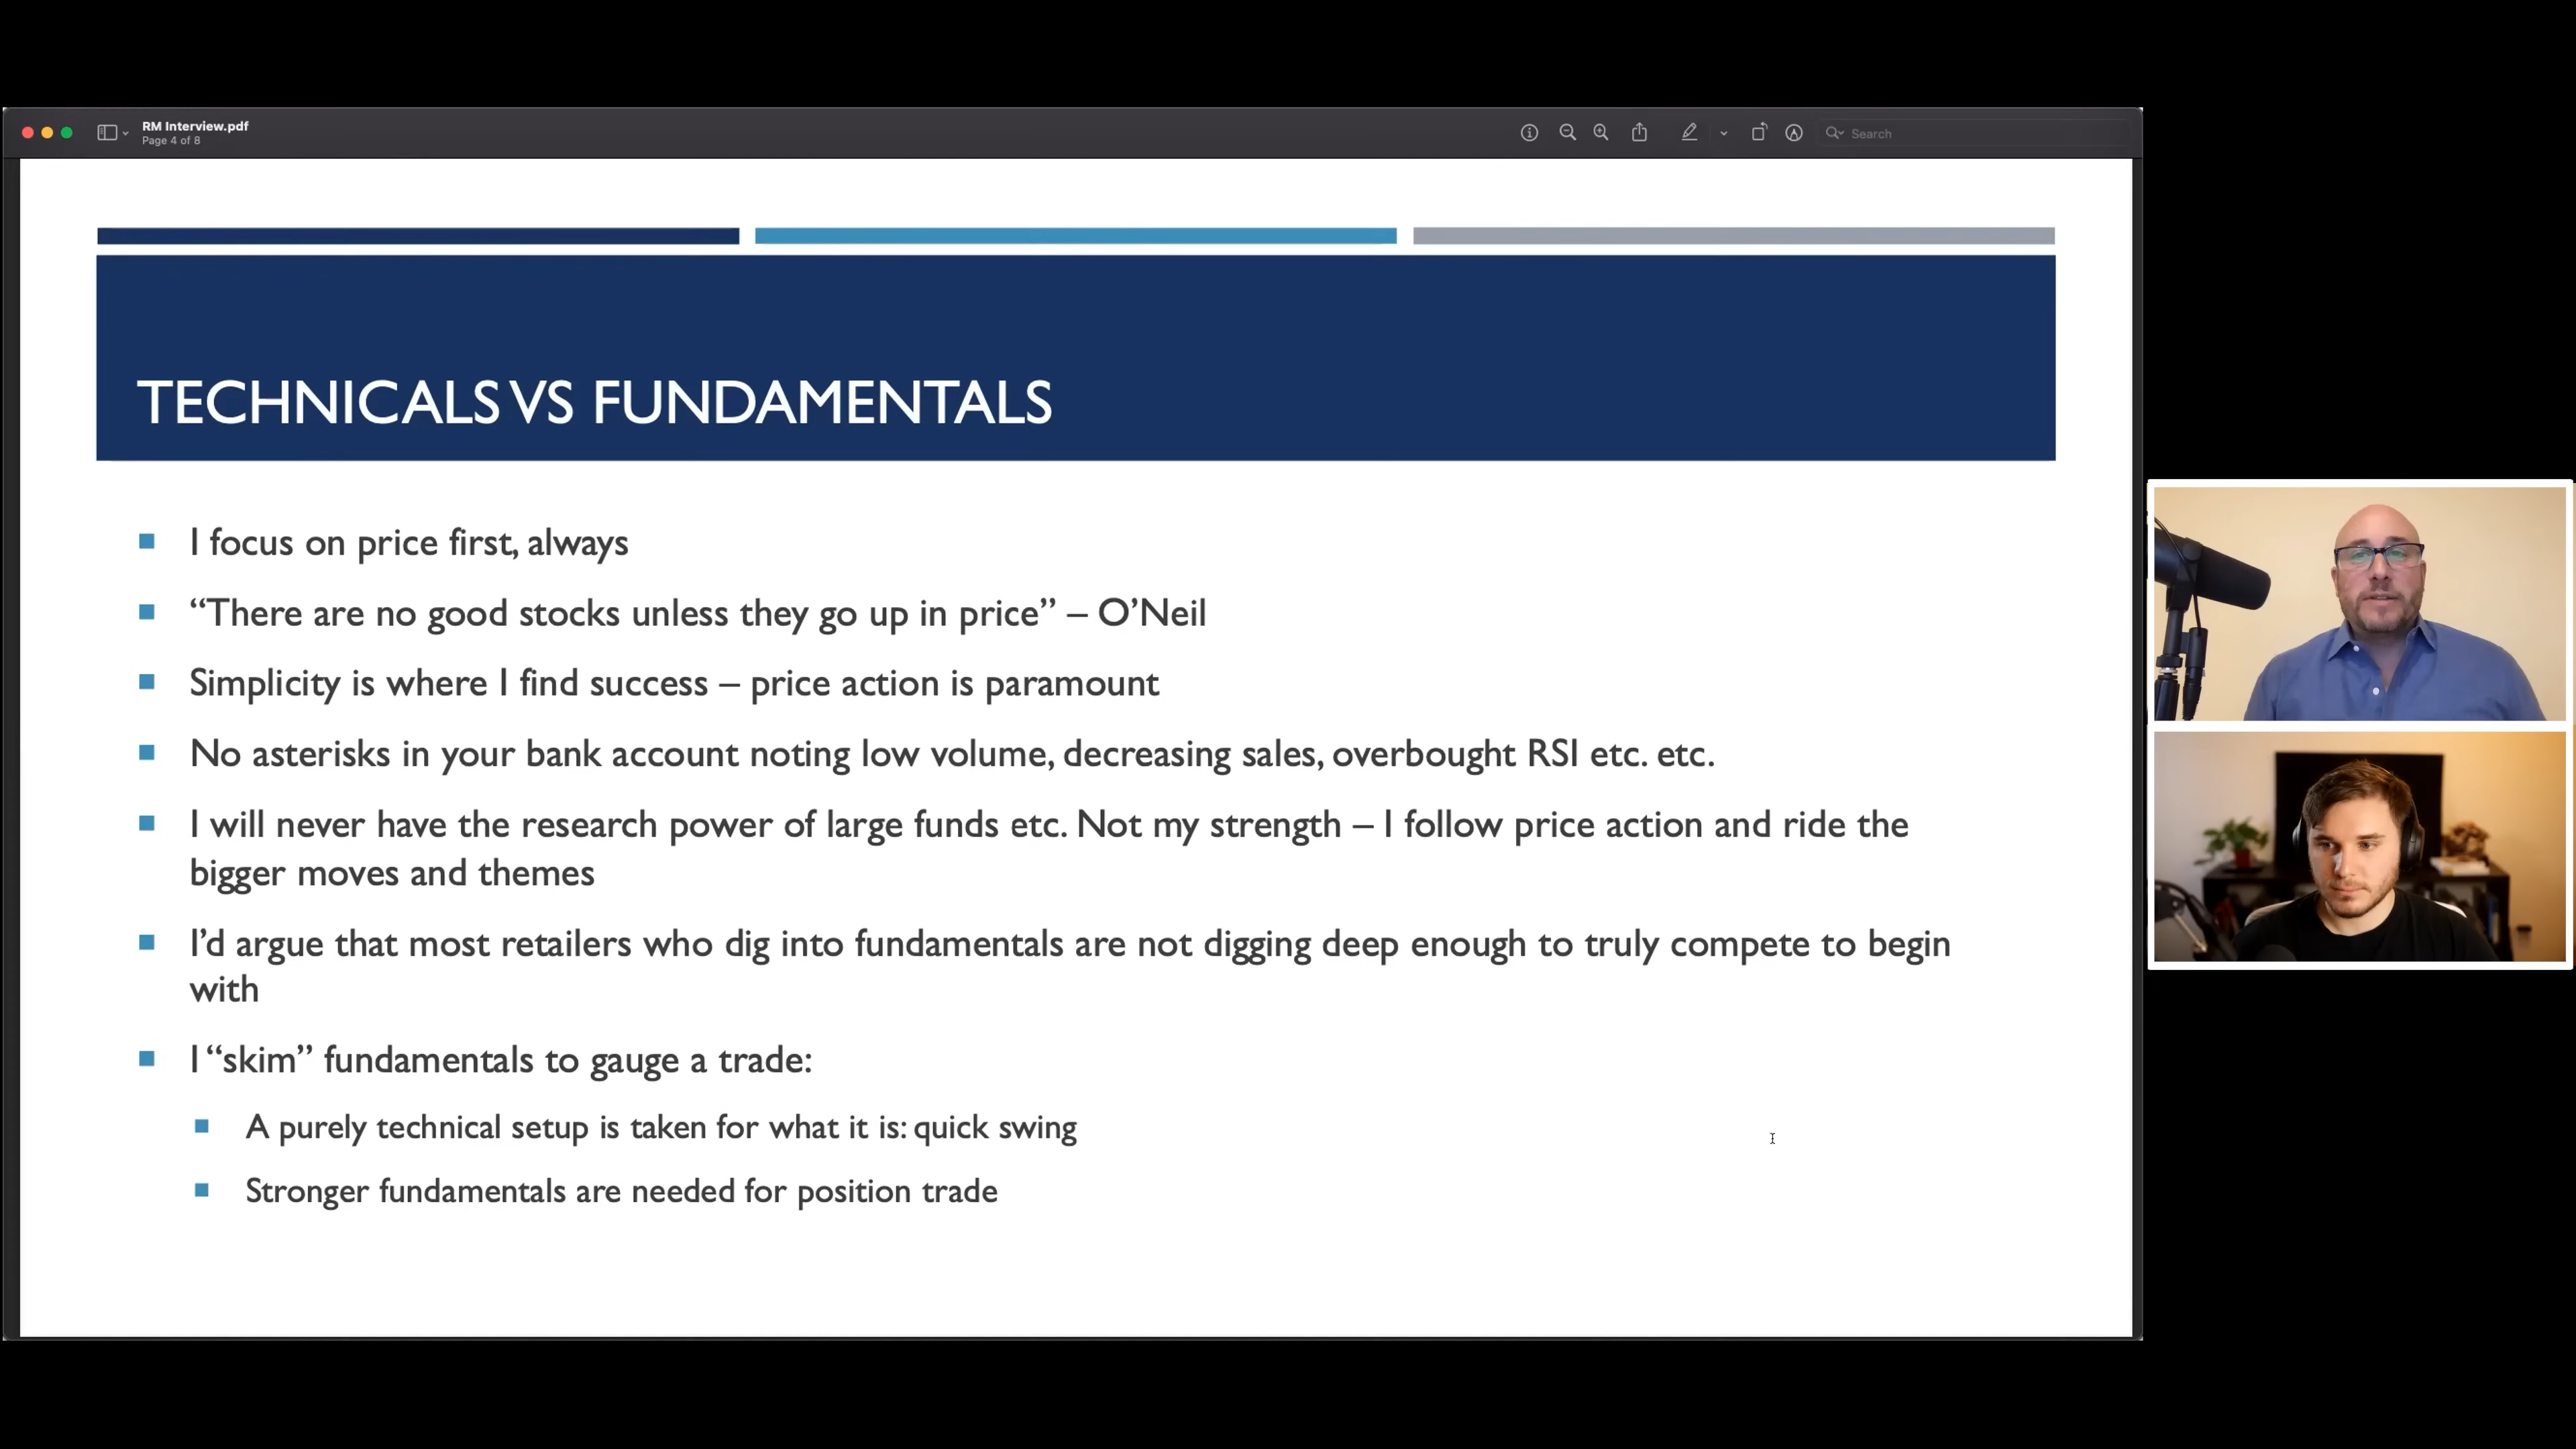 RM Interview.pdf
Page 4 of 8
Search
TECHNICALS VS FUNDAMENTALS
I focus on price first, always
“There are no good stocks unless they go up in price” – O’Neil
Simplicity is where I find success – price action is paramount
No asterisks in your bank account noting low volume, decreasing sales, overbought RSI etc. etc.
I will never have the research power of large funds etc. Not my strength – I follow price action and ride the
bigger moves and themes
I’d argue that most retailers who dig into fundamentals are not digging deep enough to truly compete to begin
with
I “skim” fundamentals to gauge a trade:
A purely technical setup is taken for what it is: quick swing
Stronger fundamentals are needed for position trade